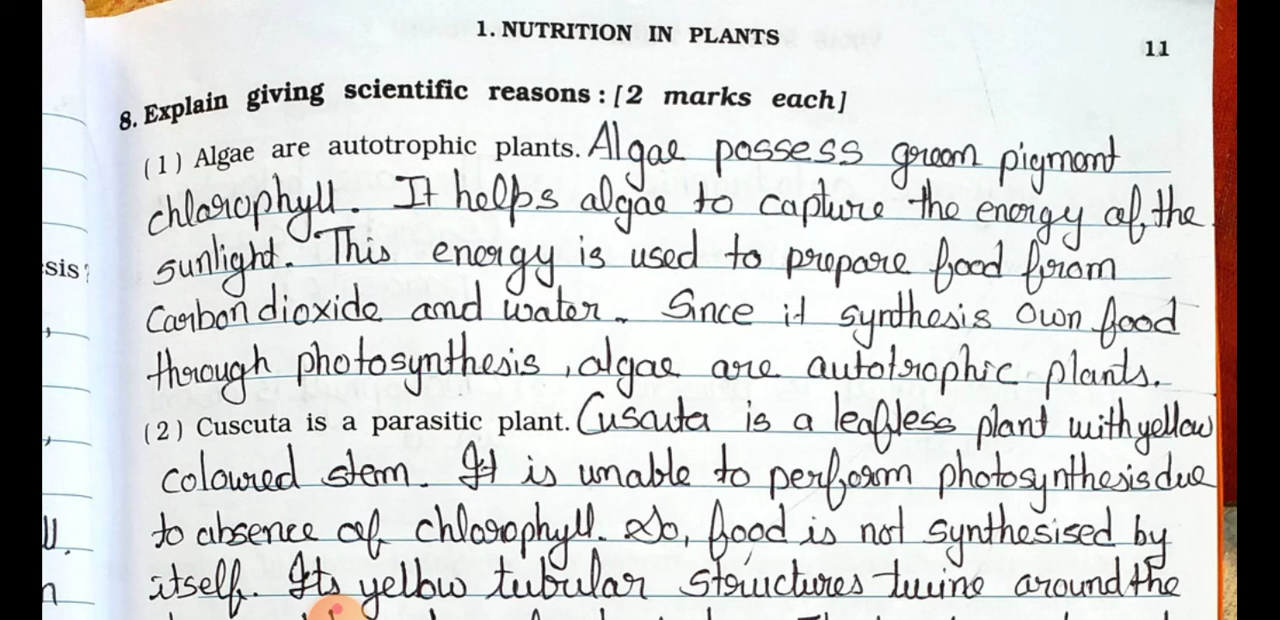 1. NUTRITION IN PLANTS
11
8. Explain giving scientific reasons : [2 marks each]
(1) Algae are autotrophic plants. Algae possess green pigment
chlorophyll. It helps algae to capture the energy of the
sunlight. This energy is used to prepare food from
Carbon dioxide and water. Since it synthesis own food
through photosynthesis, algae are autotrophic plants.
(2) Cuscuta is a parasitic plant. Cuscuta is a leafless plant with yellow
coloured stem. It is unable to perform photosynthesis due
to absence of chlorophyll. So, food is not synthesised by
itself. Its yellow tubular structures twine around the
sis?